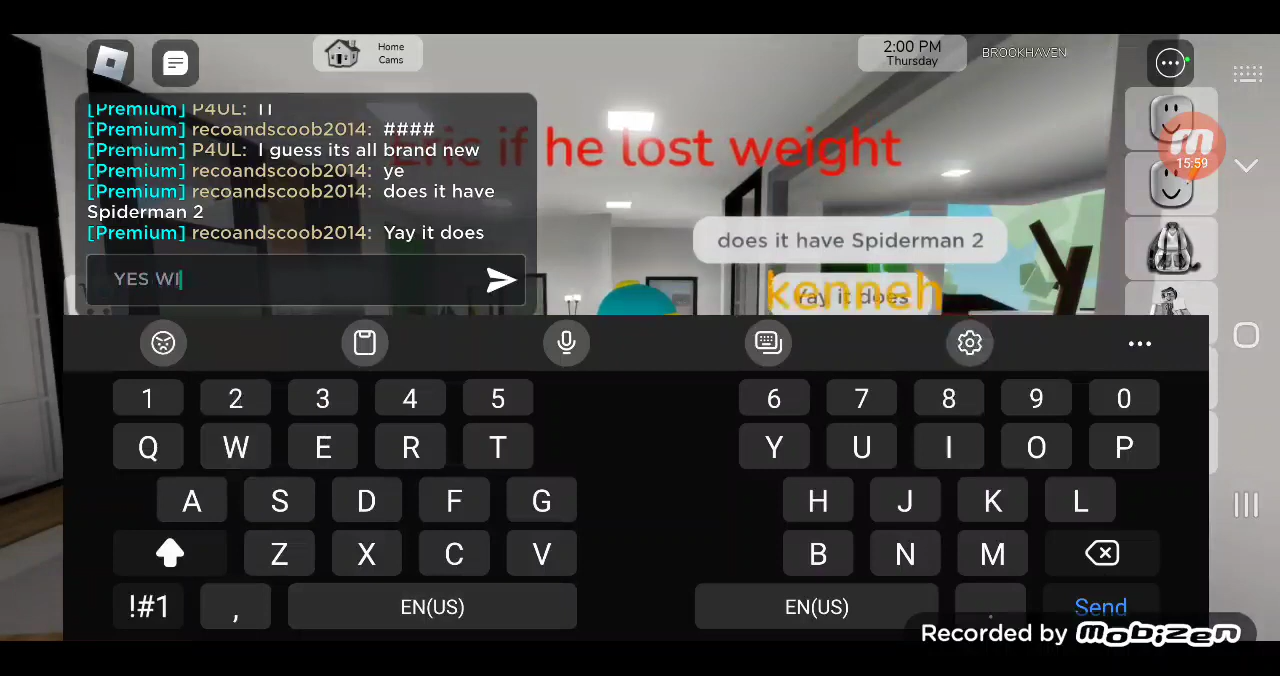 Home
Cams
2:00 PM
Thursday
BROOKHAVEN
[Premium] P4UL:
[Premium] recoandscoob2014: ####
[Premium] P4UL: I guess its all brand new
[Premium] recoandscoob2014: ye
[Premium] recoandscoob2014: does it have
Spiderman 2
[Premium] recoandscoob2014: Yay it does
YES WI
Eric if he lost weight
15:59
does it have Spiderman 2
Yay it does
kenneh
1 2 3 4 5 6 7 8 9 0
Q W E R T Y U I O P
A S D F G H J K L
Z X C V B N M
!#1 , EN(US) EN(US) . Send
Recorded by mobizen